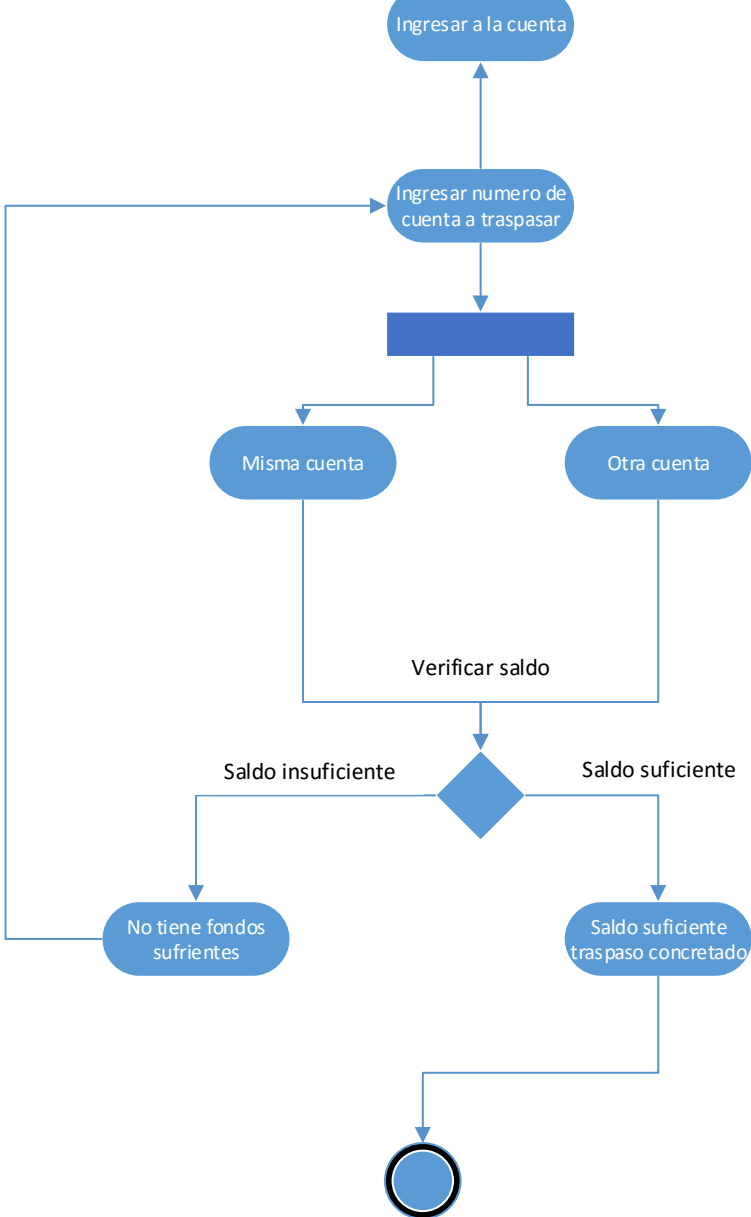 Ingresar a la cuenta
Ingresar numero de
cuenta a traspasar
Misma cuenta
Otra cuenta
Verificar saldo
Saldo insuficiente
Saldo suficiente
No tiene fondos
sufrientes
Saldo suficiente
traspaso concretado